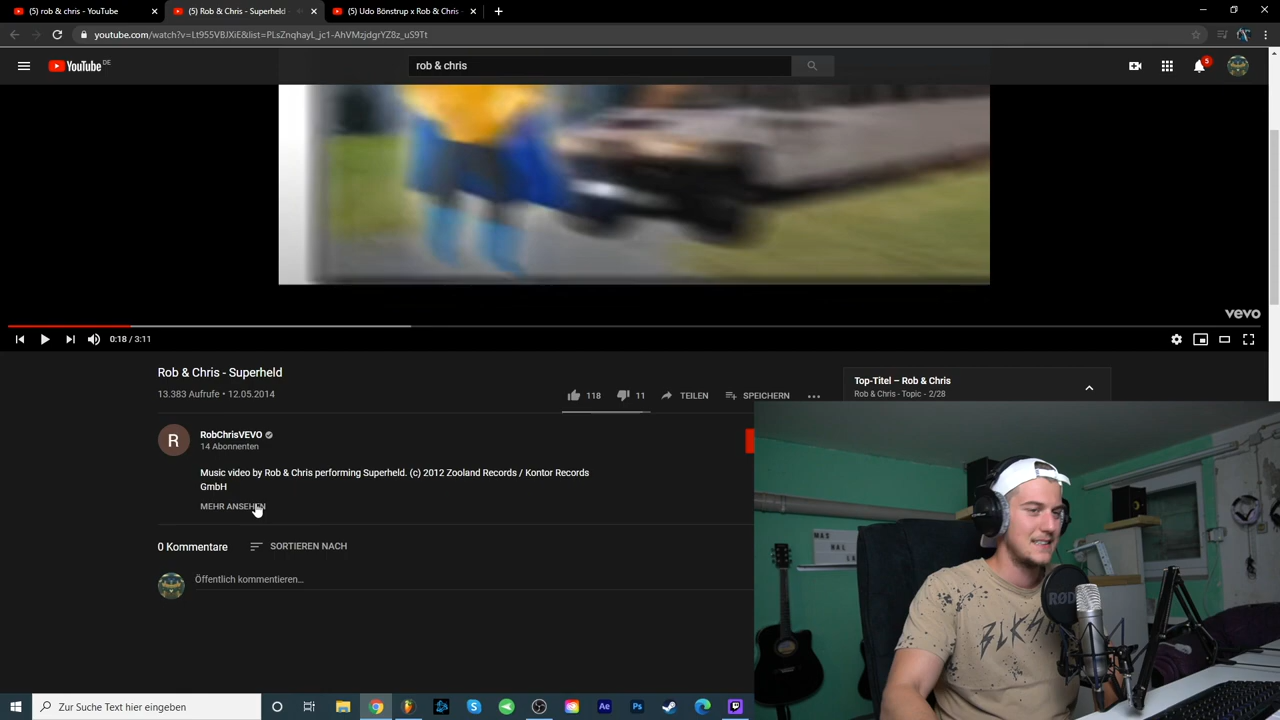 (5) rob & chris - YouTube
(5) Rob & Chris - Superheld
(5) Udo Bönstrup x Rob & Chris -
youtube.com/watch?v=Lt955VBJXiE&list=PLsZnqhayL_jc1-AhVMzjdgrYZ8z_uS9Tt
YouTube DE
rob & chris
5
vevo
0:18 / 3:11
Rob & Chris - Superheld
13.383 Aufrufe • 12.05.2014
118
11
TEILEN
SPEICHERN
Top-Titel – Rob & Chris
Rob & Chris - Topic - 2/28
R
RobChrisVEVO
14 Abonnenten
Music video by Rob & Chris performing Superheld. (c) 2012 Zooland Records / Kontor Records
GmbH
MEHR ANSEHEN
0 Kommentare
SORTIEREN NACH
Öffentlich kommentieren...
RØDE
Zur Suche Text hier eingeben
Ae
Ps